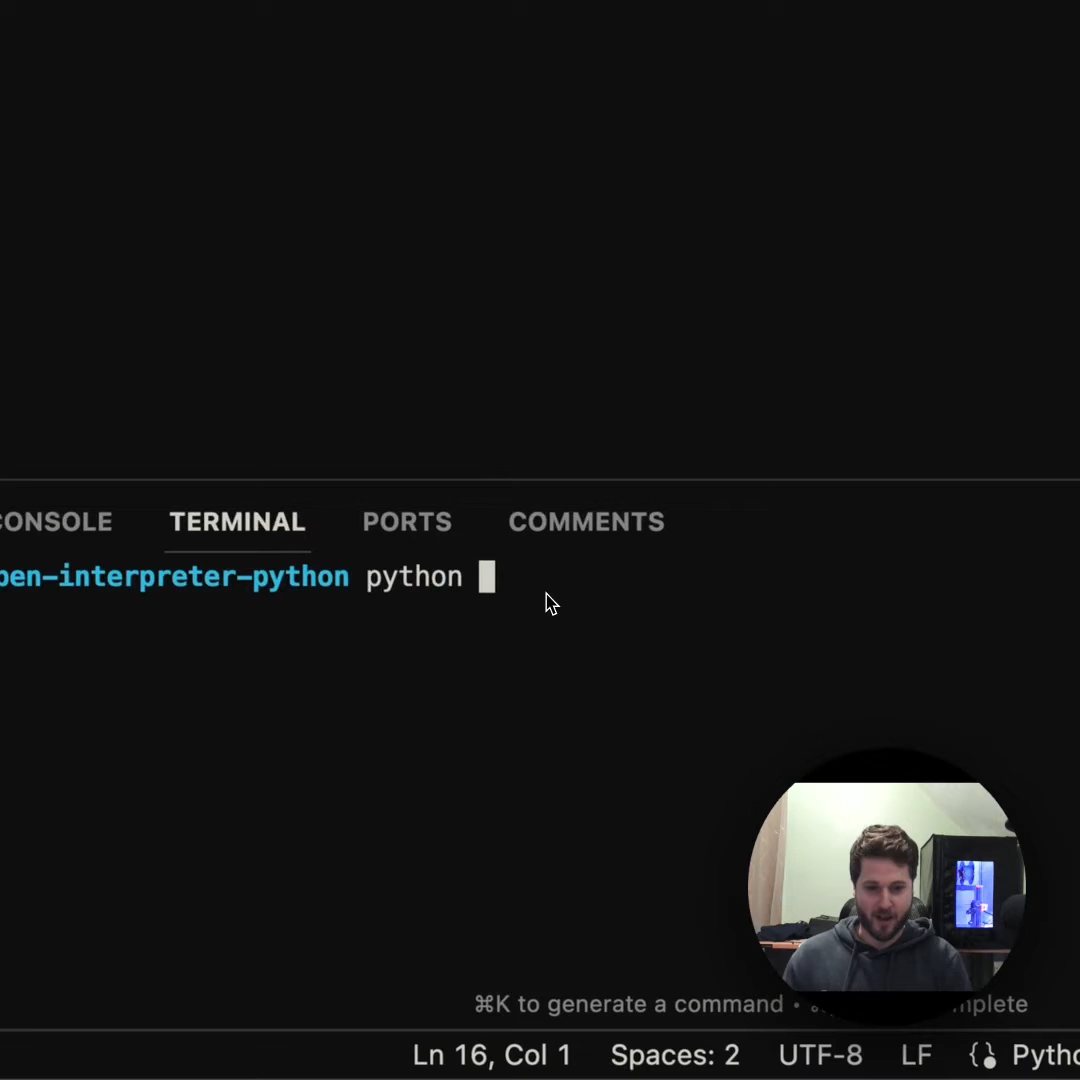 CONSOLE TERMINAL PORTS COMMENTS
pen-interpreter-python python
⌘K to generate a command •
Ln 16, Col 1 Spaces: 2 UTF-8 LF {} Pytho